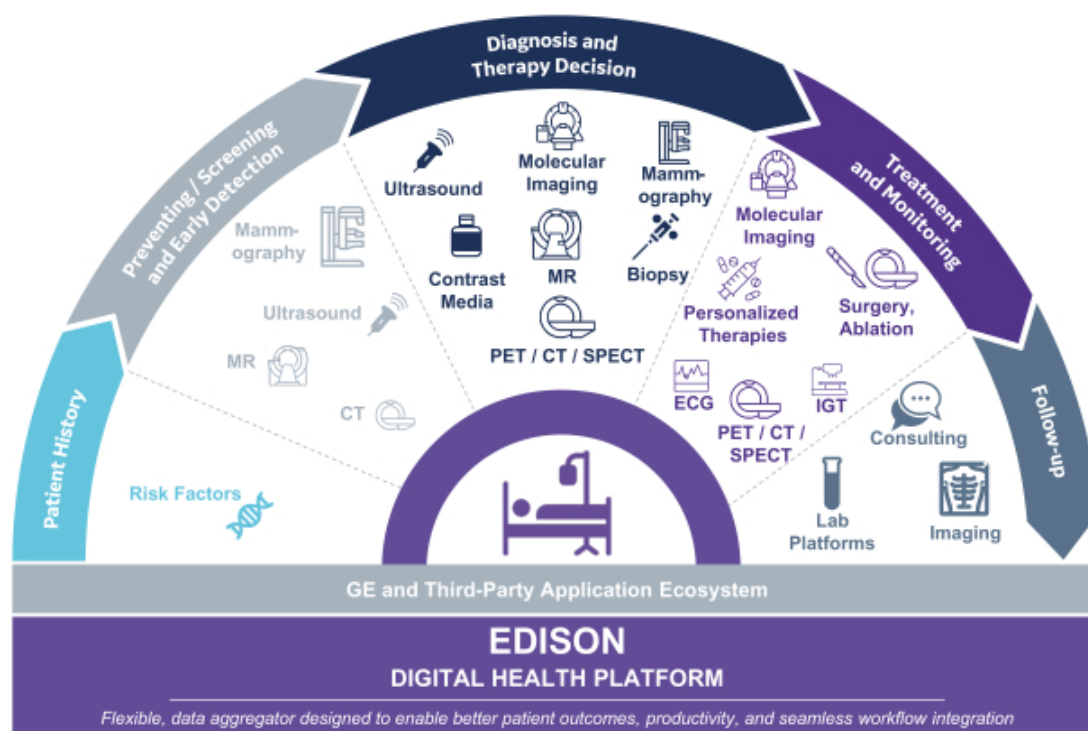 Diagnosis and
Therapy Decision
Preventing / Screening
and Early Detection
Treatment
and Monitoring
Patient History
Follow-up
Ultrasound
Molecular
Imaging
Mamm-
ography
Contrast
Media
MR
Biopsy
PET / CT / SPECT
Mamm-
ography
Ultrasound
MR
CT
Risk Factors
Molecular
Imaging
Personalized
Therapies
Surgery,
Ablation
ECG
PET / CT /
SPECT
IGT
Consulting
Lab
Platforms
Imaging
GE and Third-Party Application Ecosystem
EDISON
DIGITAL HEALTH PLATFORM
Flexible, data aggregator designed to enable better patient outcomes, productivity, and seamless workflow integration